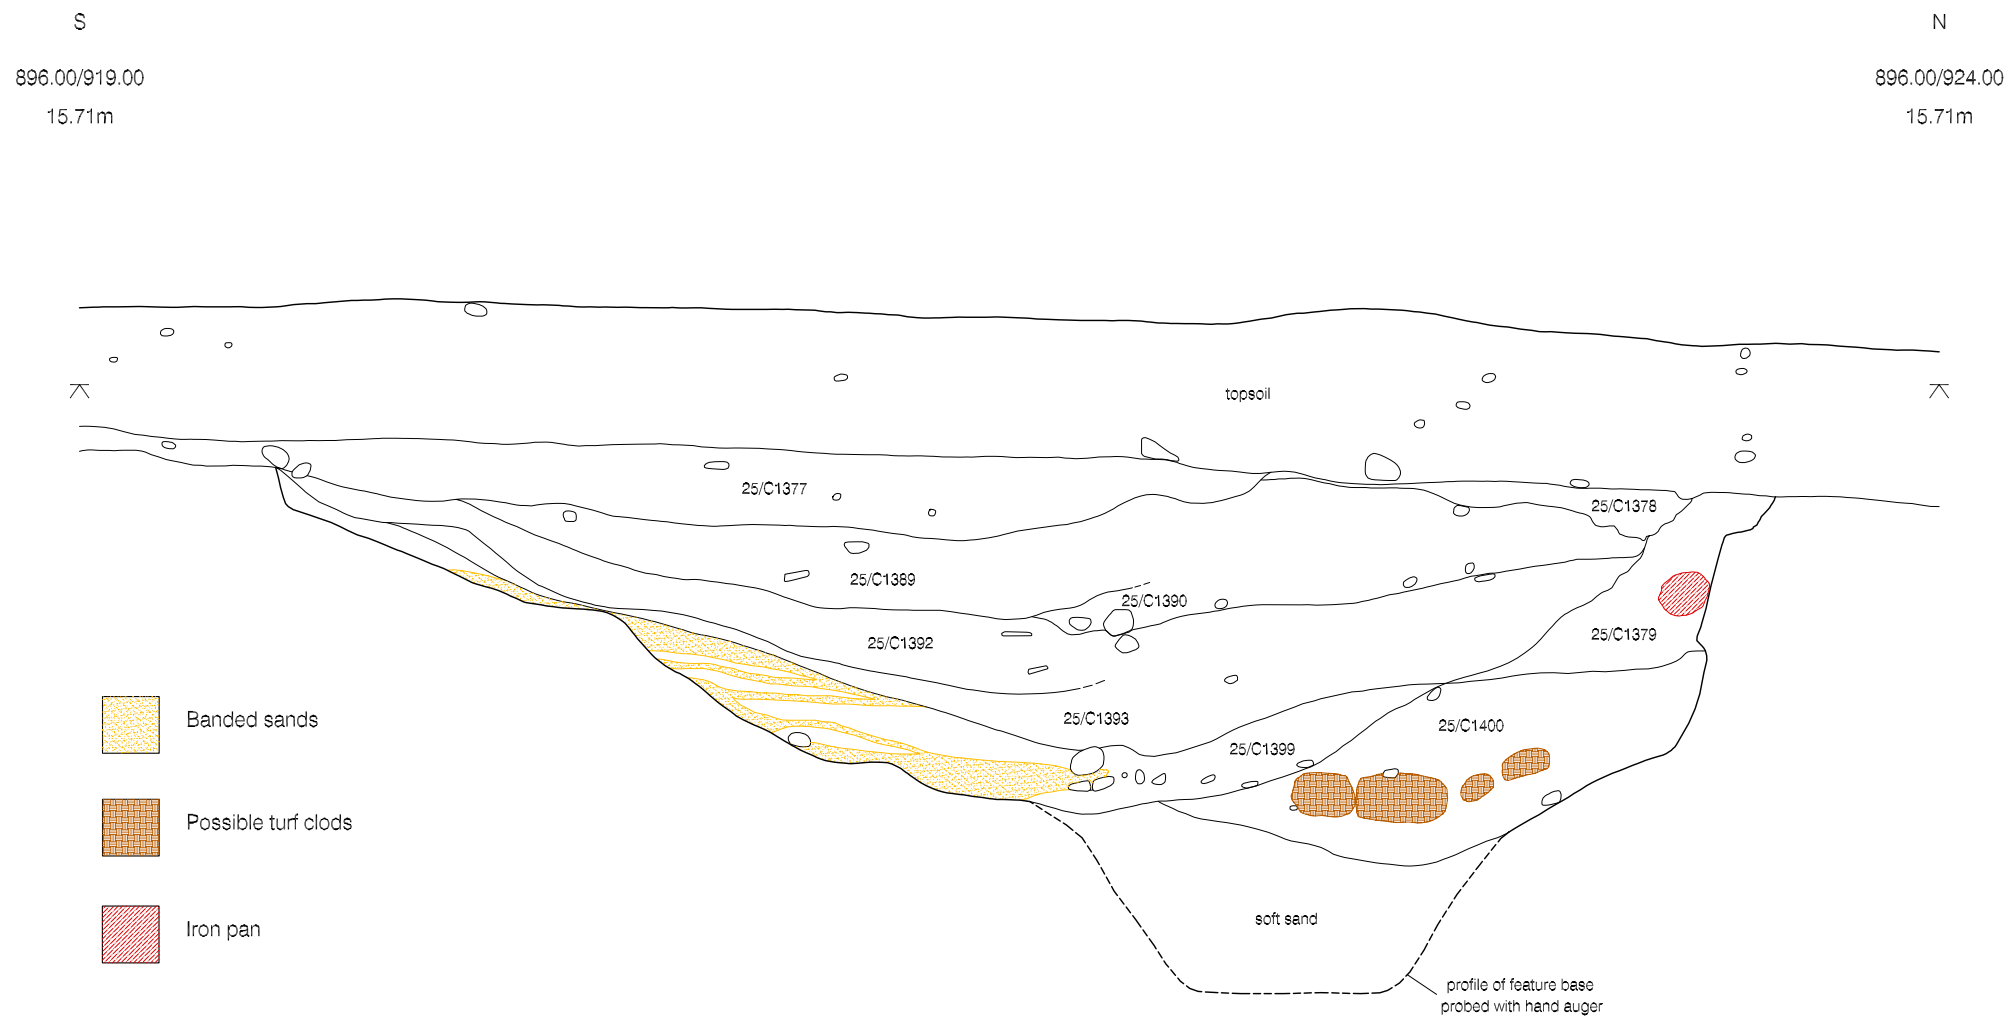 S
N
896.00/919.00
896.00/924.00
15.71m
15.71m
topsoil
25/C1377
25/C1378
25/C1389
25/C1390
25/C1379
25/C1392
25/C1393
25/C1399
25/C1400
Banded sands
Possible turf clods
Iron pan
soft sand
profile of feature base
probed with hand auger